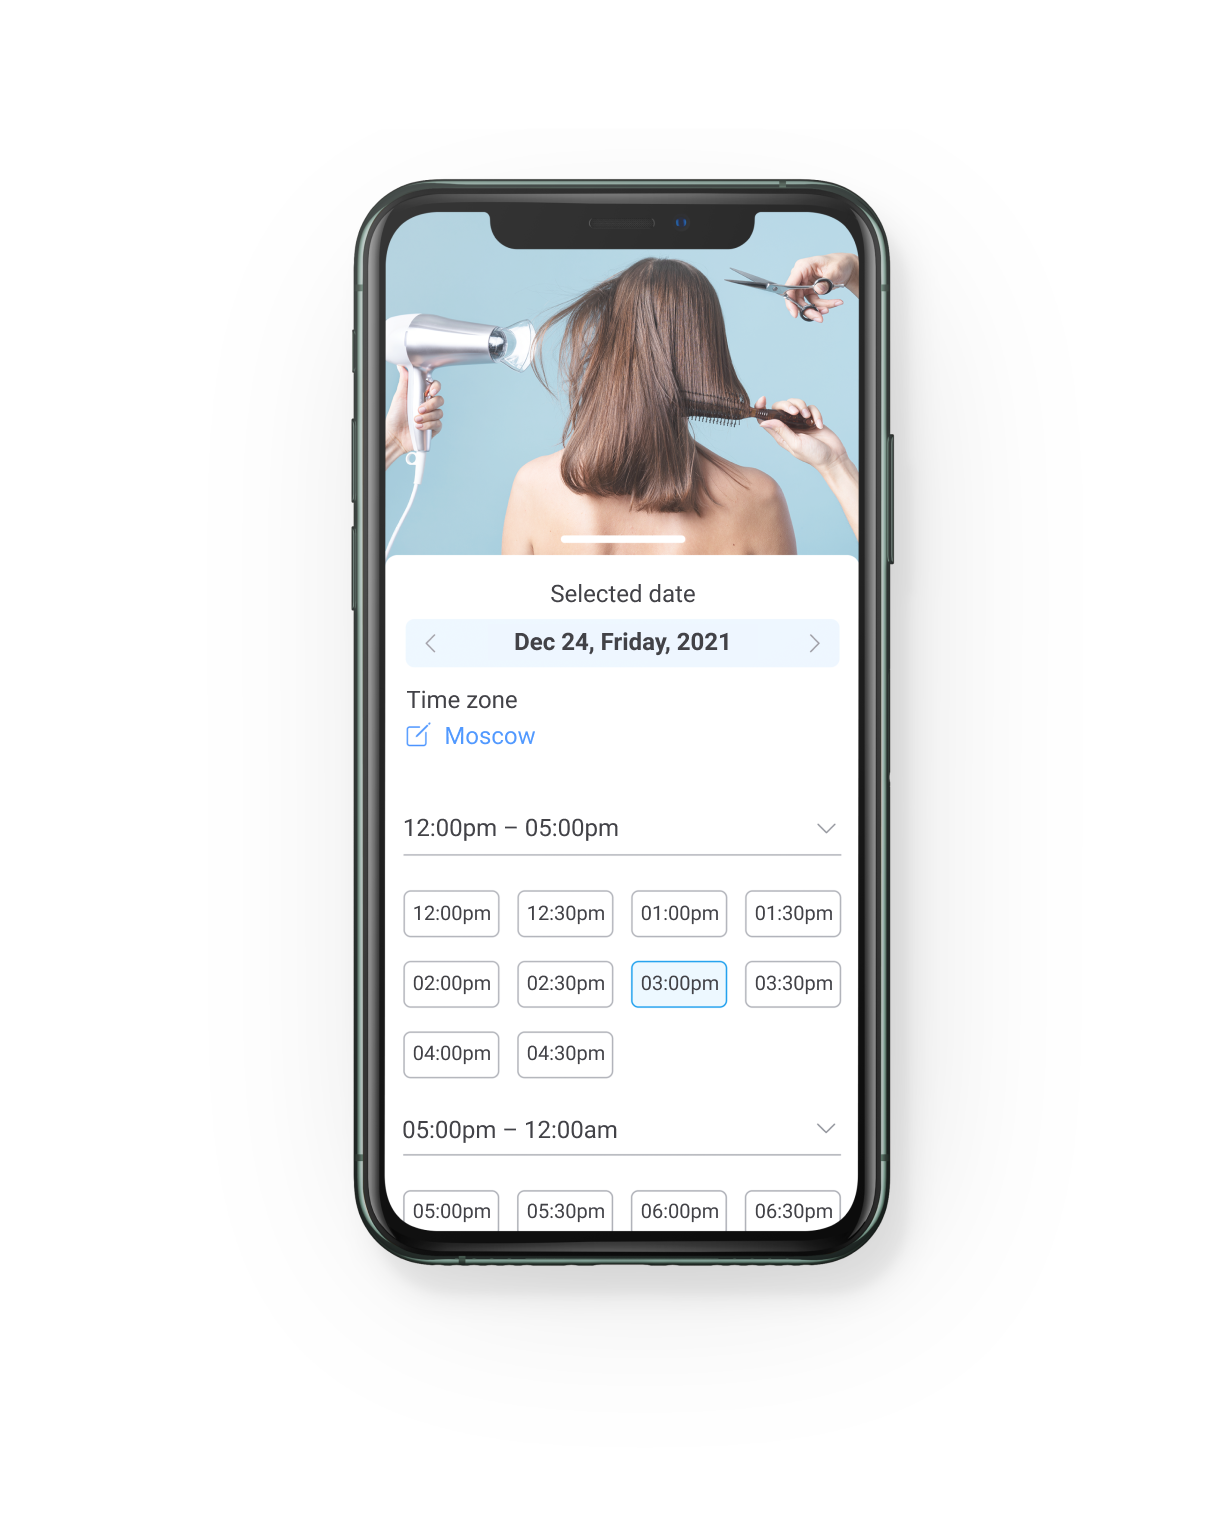 Selected date
Dec 24, Friday, 2021
Time zone
Moscow
12:00pm – 05:00pm
12:00pm 12:30pm 01:00pm 01:30pm
02:00pm 02:30pm 03:00pm 03:30pm
04:00pm 04:30pm
05:00pm – 12:00am
05:00pm 05:30pm 06:00pm 06:30pm